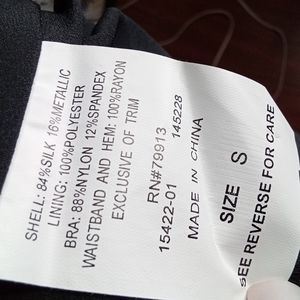 SHELL: 84%SILK 16%METALLIC
LINING: 100%POLYESTER
BRA: 88%NYLON 12%SPANDEX
WAISTBAND AND HEM: 100%RAYON
EXCLUSIVE OF TRIM
RN#79913
15422-01 145228
MADE IN CHINA
SIZE S
SEE REVERSE FOR CARE